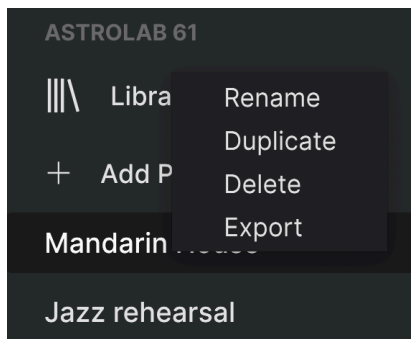 ASTROLAB 61
Libra
Rename
Duplicate
Add P
Delete
Export
Mandarin
Jazz rehearsal